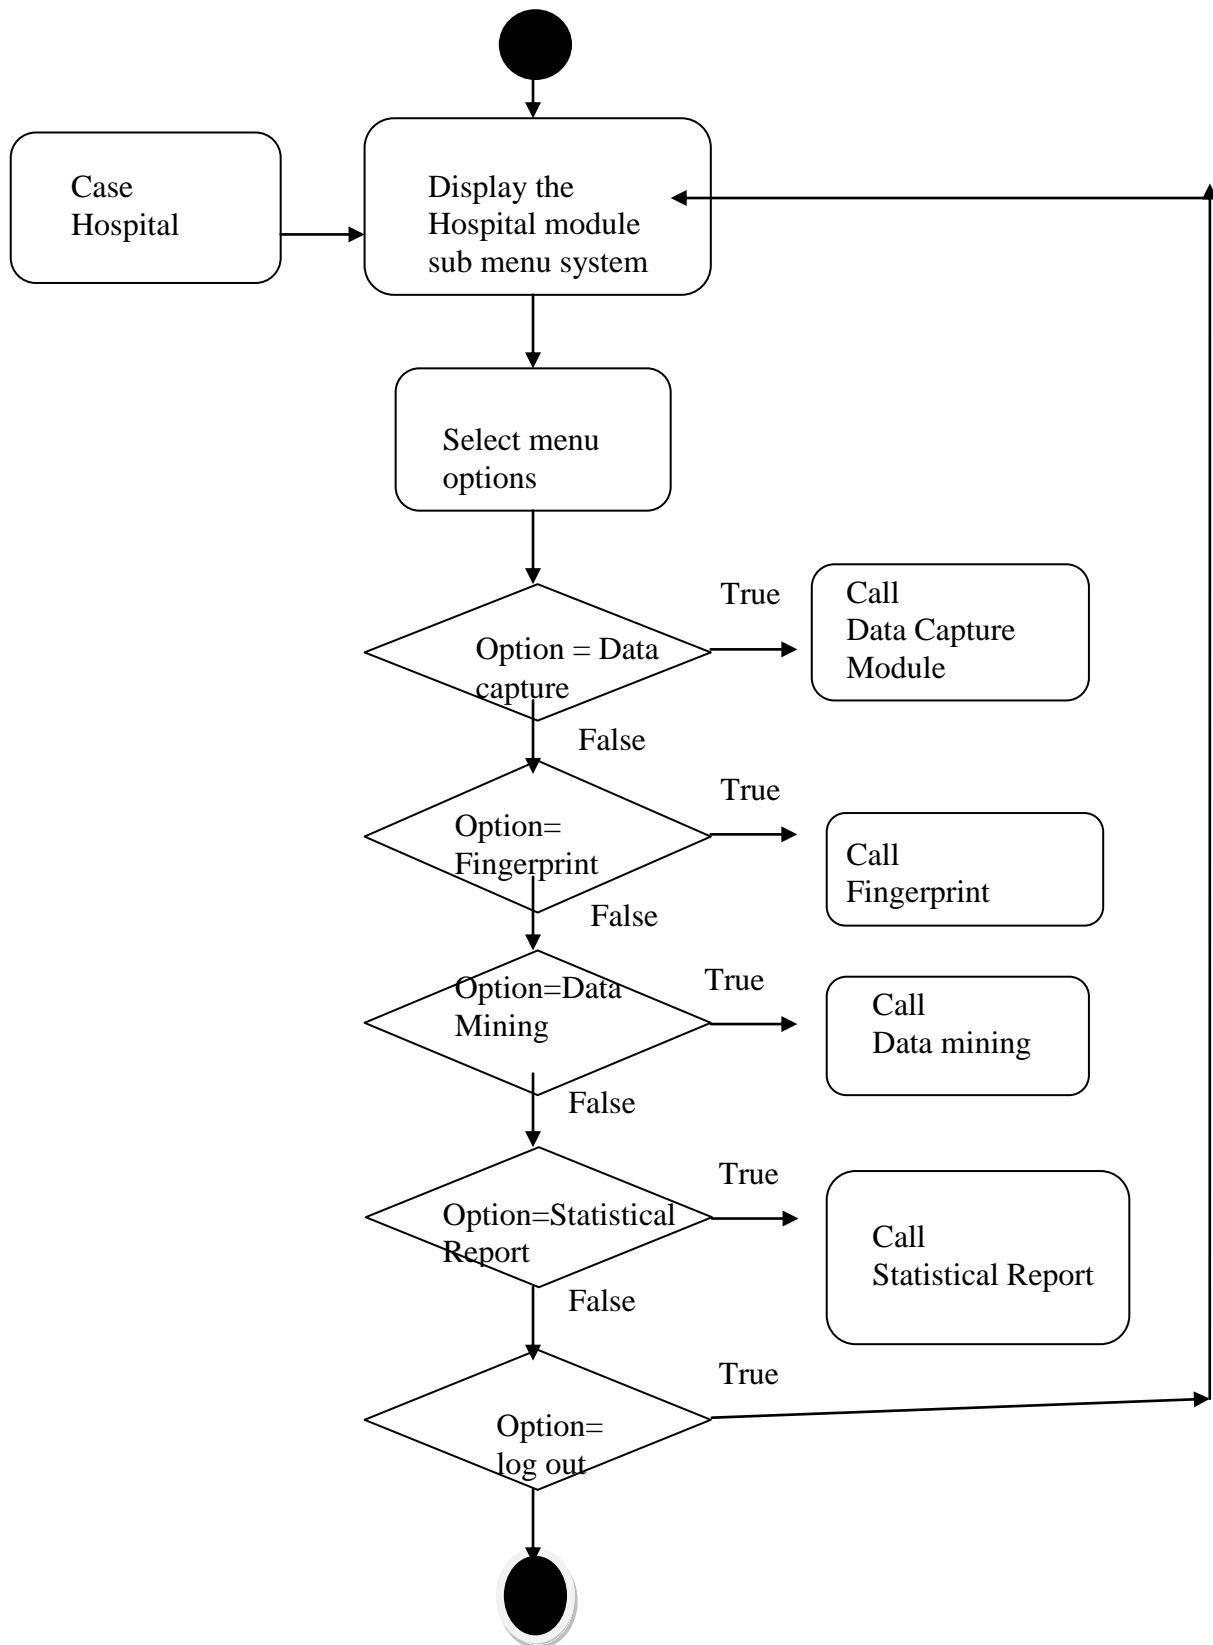 Case
Hospital
Display the
Hospital module
sub menu system
Select menu
options
Option = Data
capture
True
Call
Data Capture
Module
False
Option=
Fingerprint
True
Call
Fingerprint
False
Option=Data
Mining
True
Call
Data mining
False
Option=Statistical
Report
True
Call
Statistical Report
False
Option=
log out
True